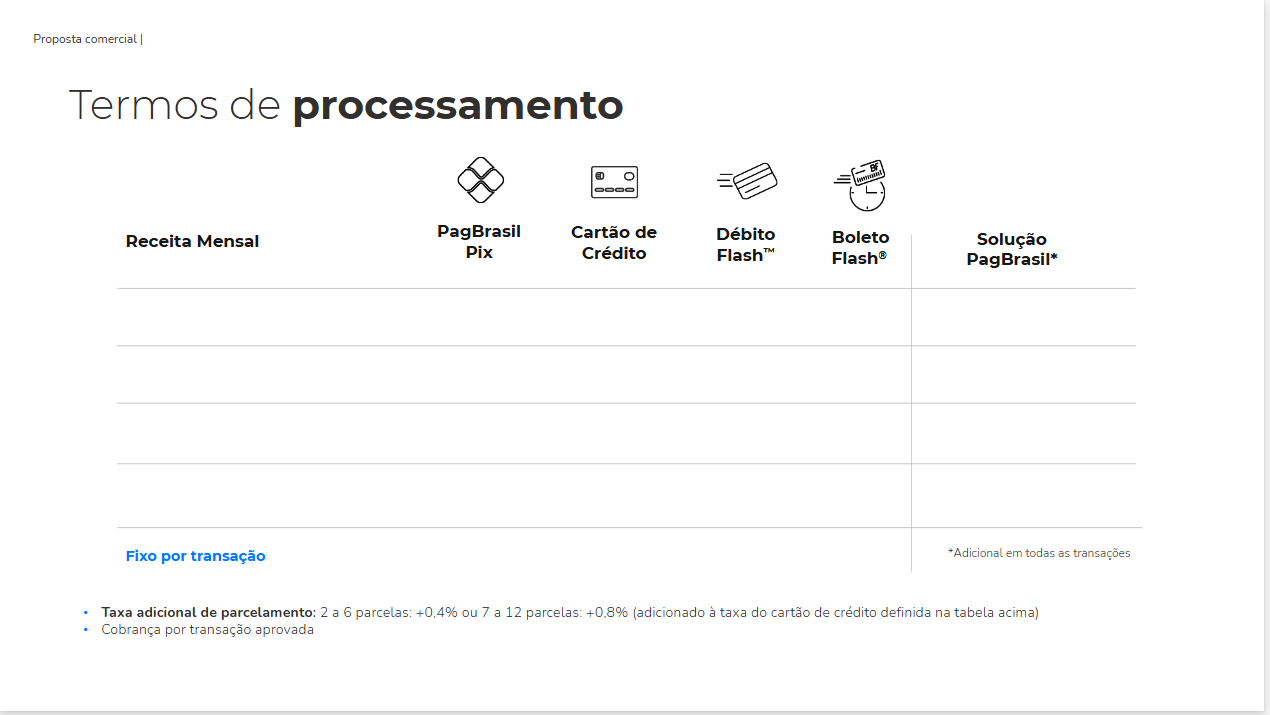 Proposta comercial |
Termos de processamento
BF
Receita Mensal
PagBrasil
Pix
Cartão de
Crédito
Débito
Flash™
Boleto
Flash®
Solução
PagBrasil*
Fixo por transação
*Adicional em todas as transações
• Taxa adicional de parcelamento: 2 a 6 parcelas: +0,4% ou 7 a 12 parcelas: +0,8% (adicionado à taxa do cartão de crédito definida na tabela acima)
• Cobrança por transação aprovada